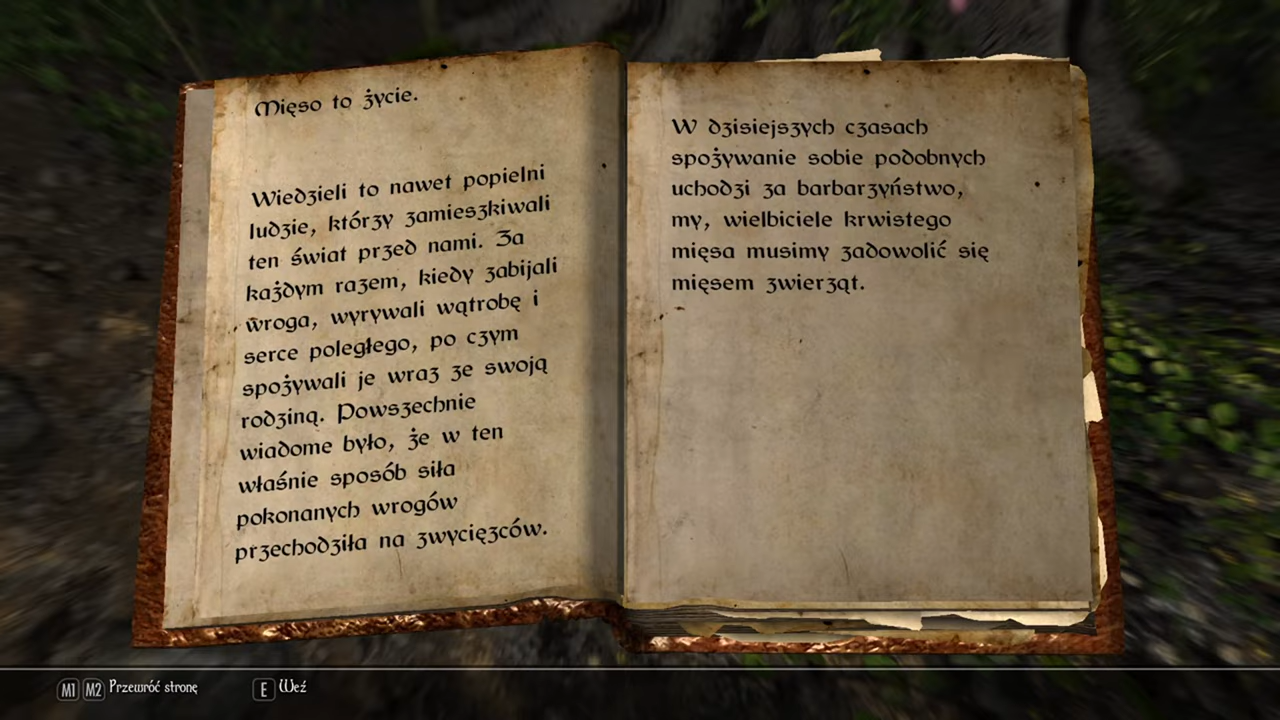 Mięso to życie.
Wiedzieli to nawet popielni
ludzie, którzy zamieszkiwali
ten świat przed nami. Za
każdym razem, kiedy zabijali
wroga, wyrywali wątrobę i
serce poległego, po czym
spożywali je wraz ze swoją
rodziną. Powszechnie
wiadome było, że w ten
właśnie sposób siła
pokonanych wrogów
przechodziła na zwycięzców.
W dzisiejszych czasach
spożywanie sobie podobnych
uchodzi za barbarzyństwo,
my, wielbiciele krwistego
mięsa musimy zadowolić się
mięsem zwierząt.
M1 M2 Przewróć stronę E Weź